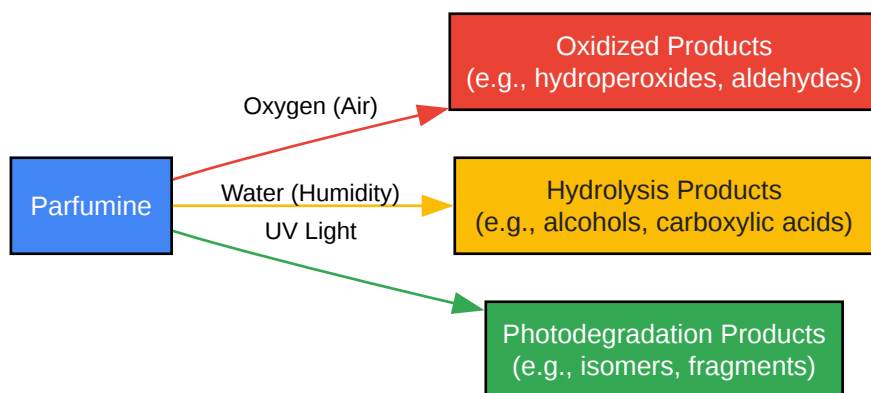 Oxidized Products
(e.g., hydroperoxides, aldehydes)
Oxygen (Air)
Parfumine
Water (Humidity)
Hydrolysis Products
(e.g., alcohols, carboxylic acids)
UV Light
Photodegradation Products
(e.g., isomers, fragments)